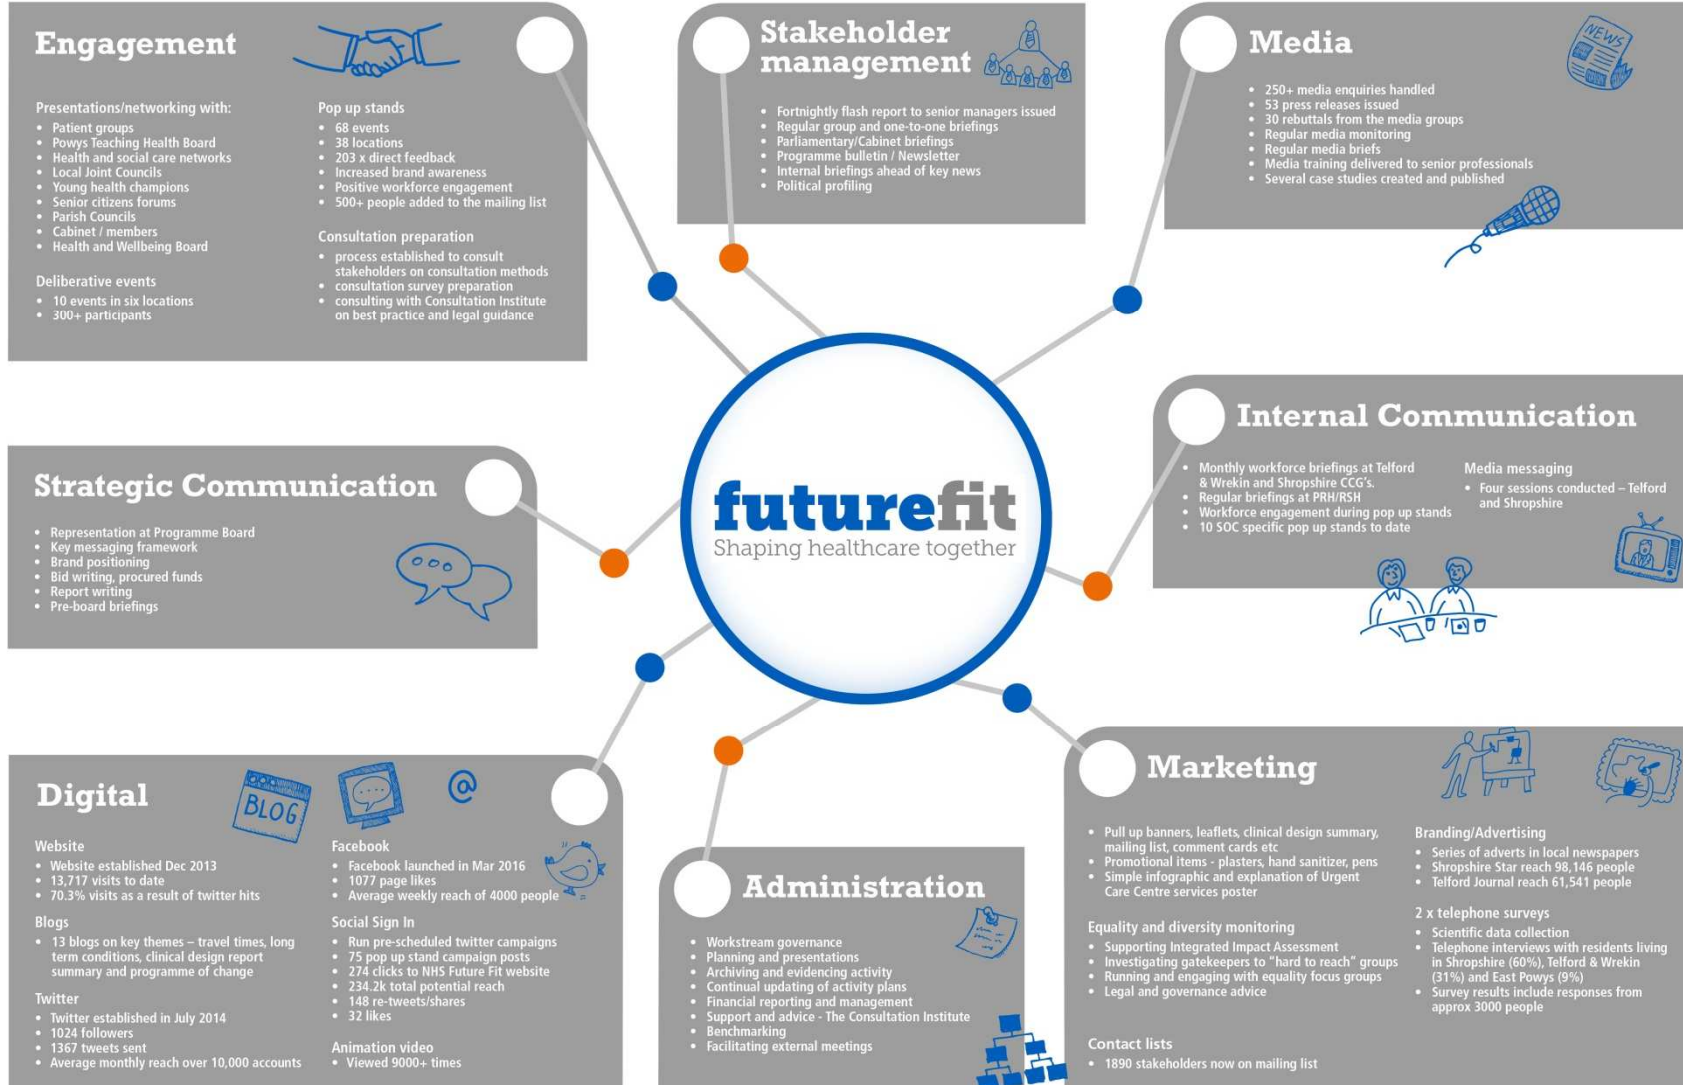 Engagement
Presentations/networking with:
• Patient groups
• Powys Teaching Health Board
• Health and social care networks
• Local Joint Councils
• Young health champions
• Senior citizens forums
• Parish Councils
• Cabinet / members
• Health and Wellbeing Board
Deliberative events
• 10 events in six locations
• 300+ participants
Pop up stands
• 68 events
• 38 locations
• 203 x direct feedback
• Increased brand awareness
• Positive workforce engagement
• 500+ people added to the mailing list
Consultation preparation
• process established to consult
stakeholders on consultation methods
• consultation survey preparation
• consulting with Consultation Institute
on best practice and legal guidance
Stakeholder
management
• Fortnightly flash report to senior managers issued
• Regular group and one-to-one briefings
• Parliamentary/Cabinet briefings
• Programme bulletin / Newsletter
• Internal briefings ahead of key news
• Political profiling
Media
NEWS
• 250+ media enquiries handled
• 53 press releases issued
• 30 rebuttals from the media groups
• Regular media monitoring
• Regular media briefs
• Media training delivered to senior professionals
• Several case studies created and published
Strategic Communication
• Representation at Programme Board
• Key messaging framework
• Brand positioning
• Bid writing, procured funds
• Report writing
• Pre-board briefings
futurefit
Shaping healthcare together
Internal Communication
• Monthly workforce briefings at Telford
& Wrekin and Shropshire CCG's.
• Regular briefings at PRH/RSH
• Workforce engagement during pop up stands
• 10 SOC specific pop up stands to date
Media messaging
• Four sessions conducted – Telford
and Shropshire
Digital
BLOG
@
Website
• Website established Dec 2013
• 13,717 visits to date
• 70.3% visits as a result of twitter hits
Blogs
• 13 blogs on key themes – travel times, long
term conditions, clinical design report
summary and programme of change
Twitter
• Twitter established in July 2014
• 1024 followers
• 1367 tweets sent
• Average monthly reach over 10,000 accounts
Facebook
• Facebook launched in Mar 2016
• 1077 page likes
• Average weekly reach of 4000 people
Social Sign In
• Run pre-scheduled twitter campaigns
• 75 pop up stand campaign posts
• 274 clicks to NHS Future Fit website
• 234.2k total potential reach
• 148 re-tweets/shares
• 32 likes
Animation video
• Viewed 9000+ times
Administration
• Workstream governance
• Planning and presentations
• Archiving and evidencing activity
• Continual updating of activity plans
• Financial reporting and management
• Support and advice - The Consultation Institute
• Benchmarking
• Facilitating external meetings
Marketing
• Pull up banners, leaflets, clinical design summary,
mailing list, comment cards etc
• Promotional items - plasters, hand sanitizer, pens
• Simple infographic and explanation of Urgent
Care Centre services poster
Equality and diversity monitoring
• Supporting Integrated Impact Assessment
• Investigating gatekeepers to "hard to reach" groups
• Running and engaging with equality focus groups
• Legal and governance advice
Contact lists
• 1890 stakeholders now on mailing list
Branding/Advertising
• Series of adverts in local newspapers
• Shropshire Star reach 98,146 people
• Telford Journal reach 61,541 people
2 x telephone surveys
• Scientific data collection
• Telephone interviews with residents living
in Shropshire (60%), Telford & Wrekin
(31%) and East Powys (9%)
• Survey results include responses from
approx 3000 people